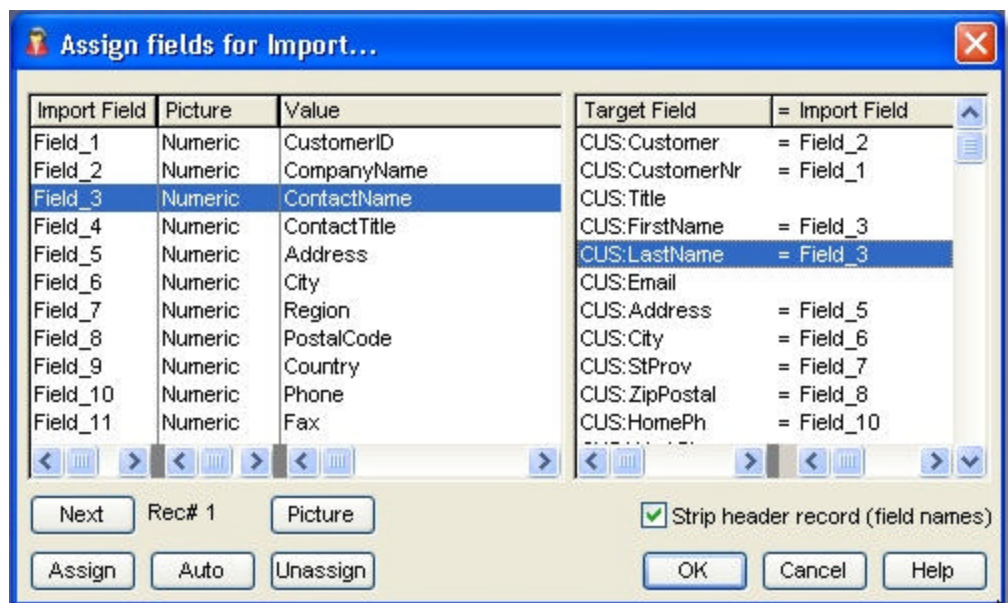 Assign fields for Import...
Import Field Picture Value
Field_1 Numeric CustomerID
Field_2 Numeric CompanyName
Field_3 Numeric ContactName
Field_4 Numeric ContactTitle
Field_5 Numeric Address
Field_6 Numeric City
Field_7 Numeric Region
Field_8 Numeric PostalCode
Field_9 Numeric Country
Field_10 Numeric Phone
Field_11 Numeric Fax
Target Field = Import Field
CUS:Customer = Field_2
CUS:CustomerNr = Field_1
CUS:Title
CUS:FirstName = Field_3
CUS:LastName = Field_3
CUS:Email
CUS:Address = Field_5
CUS:City = Field_6
CUS:StProv = Field_7
CUS:ZipPostal = Field_8
CUS:HomePh = Field_10
Next Rec# 1 Picture
Strip header record (field names)
Assign Auto Unassign
OK Cancel Help